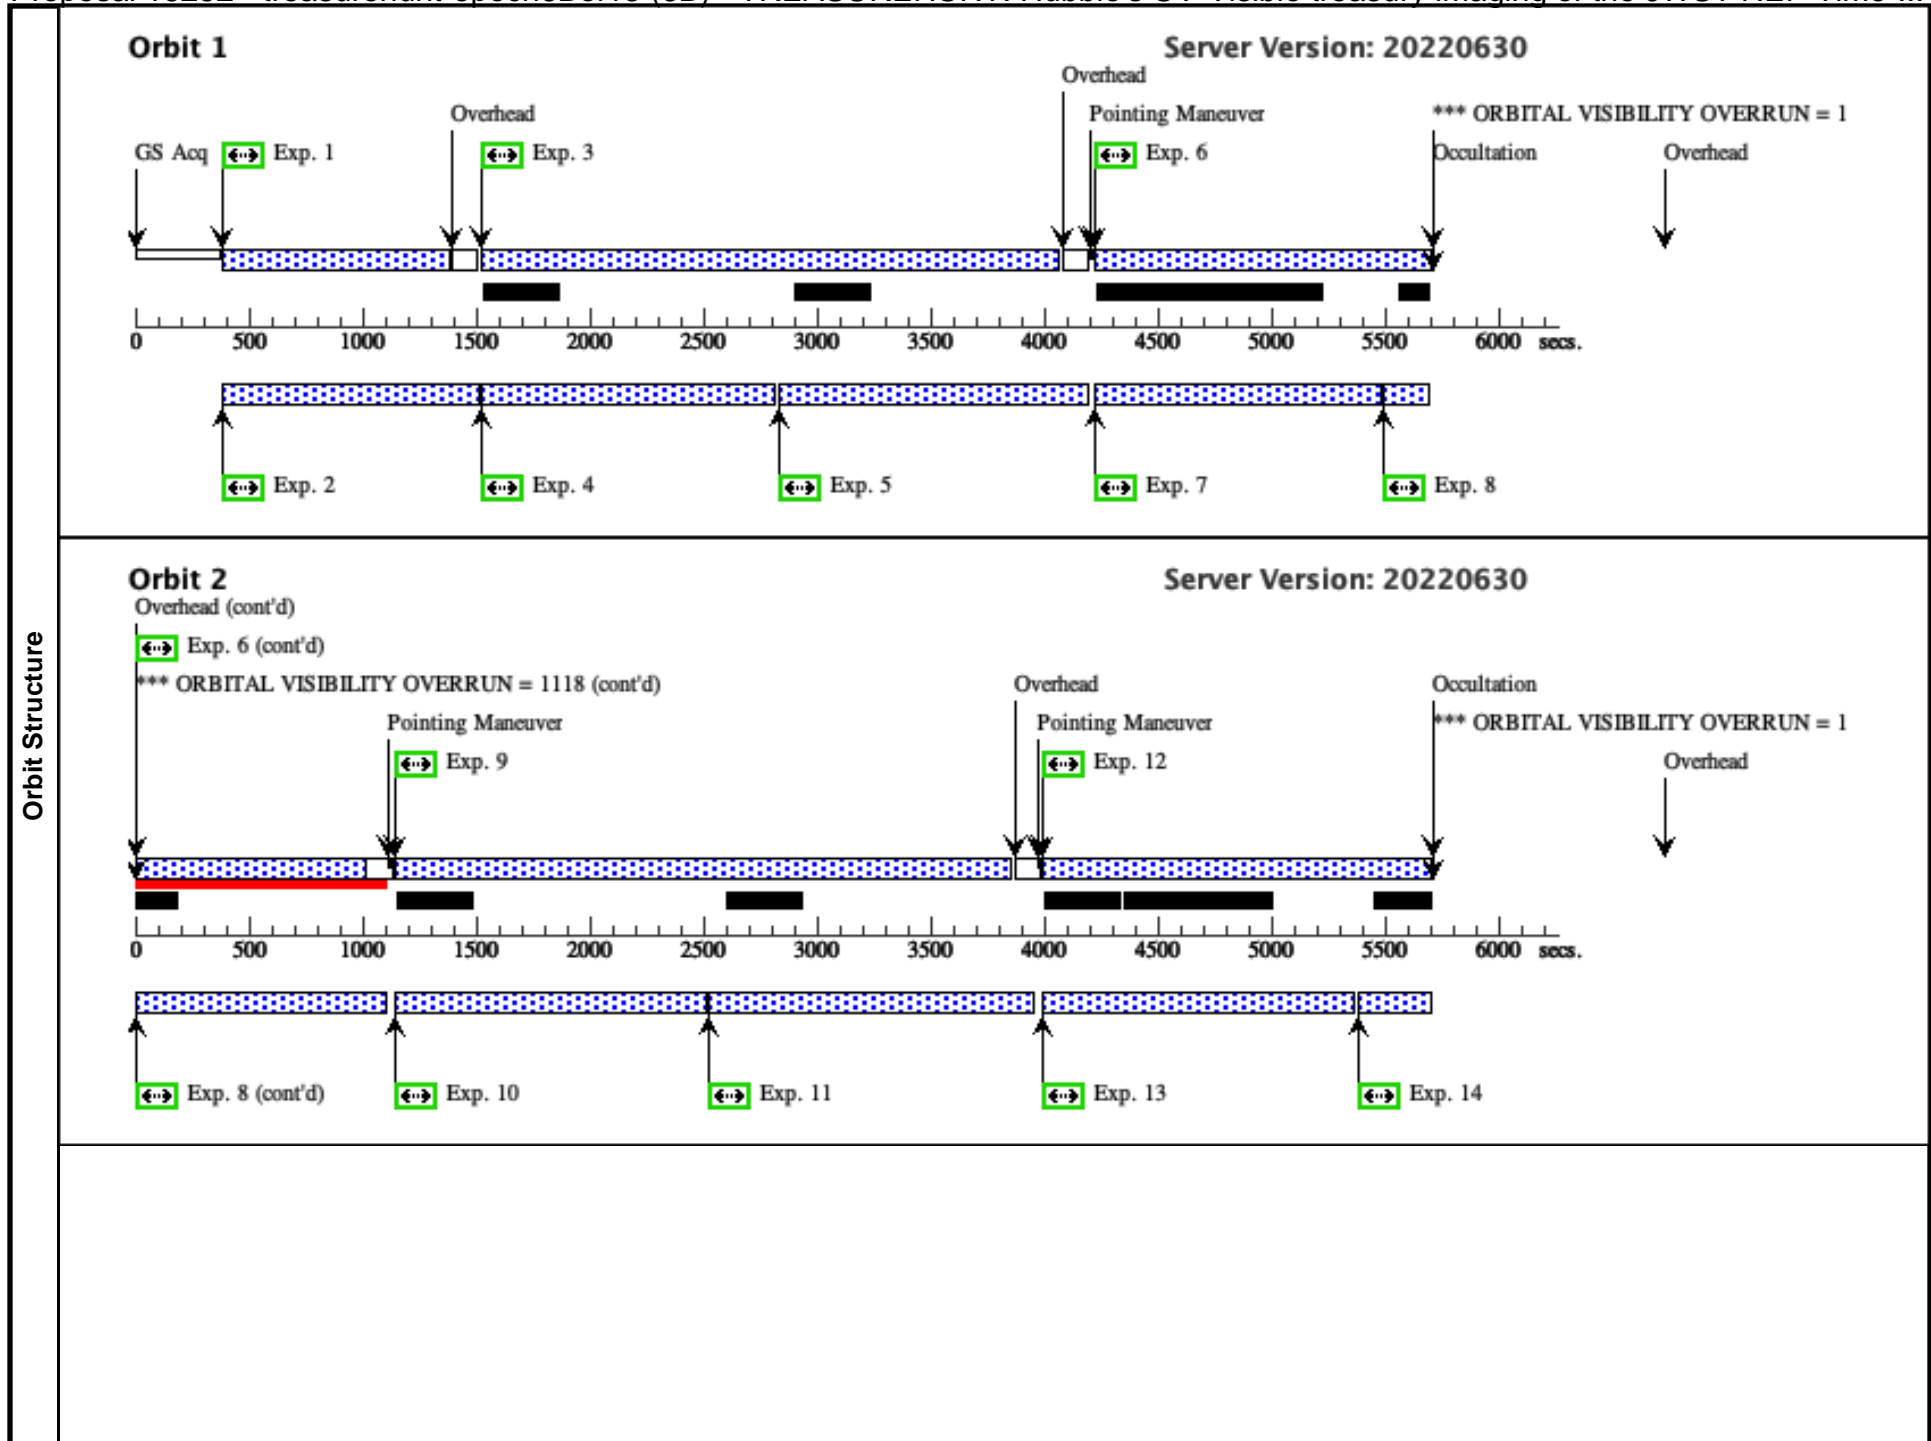 Orbit 1
Server Version: 20220630
Overhead
Overhead
Pointing Maneuver
*** ORBITAL VISIBILITY OVERRUN = 1
GS Acq
Exp. 1
Exp. 3
Exp. 6
Occultation
Overhead
0 500 1000 1500 2000 2500 3000 3500 4000 4500 5000 5500 6000 secs.
Exp. 2
Exp. 4
Exp. 5
Exp. 7
Exp. 8
Orbit Structure
Orbit 2
Server Version: 20220630
Overhead (cont'd)
Exp. 6 (cont'd)
*** ORBITAL VISIBILITY OVERRUN = 1118 (cont'd)
Overhead
Occultation
Pointing Maneuver
Pointing Maneuver
*** ORBITAL VISIBILITY OVERRUN = 1
Exp. 9
Exp. 12
Overhead
0 500 1000 1500 2000 2500 3000 3500 4000 4500 5000 5500 6000 secs.
Exp. 8 (cont'd)
Exp. 10
Exp. 11
Exp. 13
Exp. 14